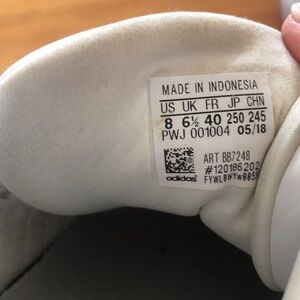 MADE IN INDONESIA
US UK FR JP CHN
8 6½ 40 250 245
PWJ 001004 05/18
ART BB7248
#120186202
adidas